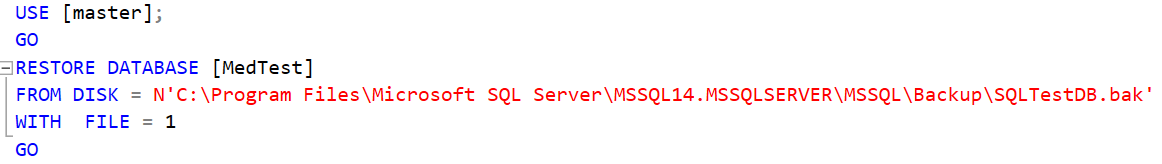 USE [master];
GO
RESTORE DATABASE [MedTest]
FROM DISK = N'C:\Program Files\Microsoft SQL Server\MSSQL14.MSSQLSERVER\MSSQL\Backup\SQLTestDB.bak'
WITH  FILE = 1
GO